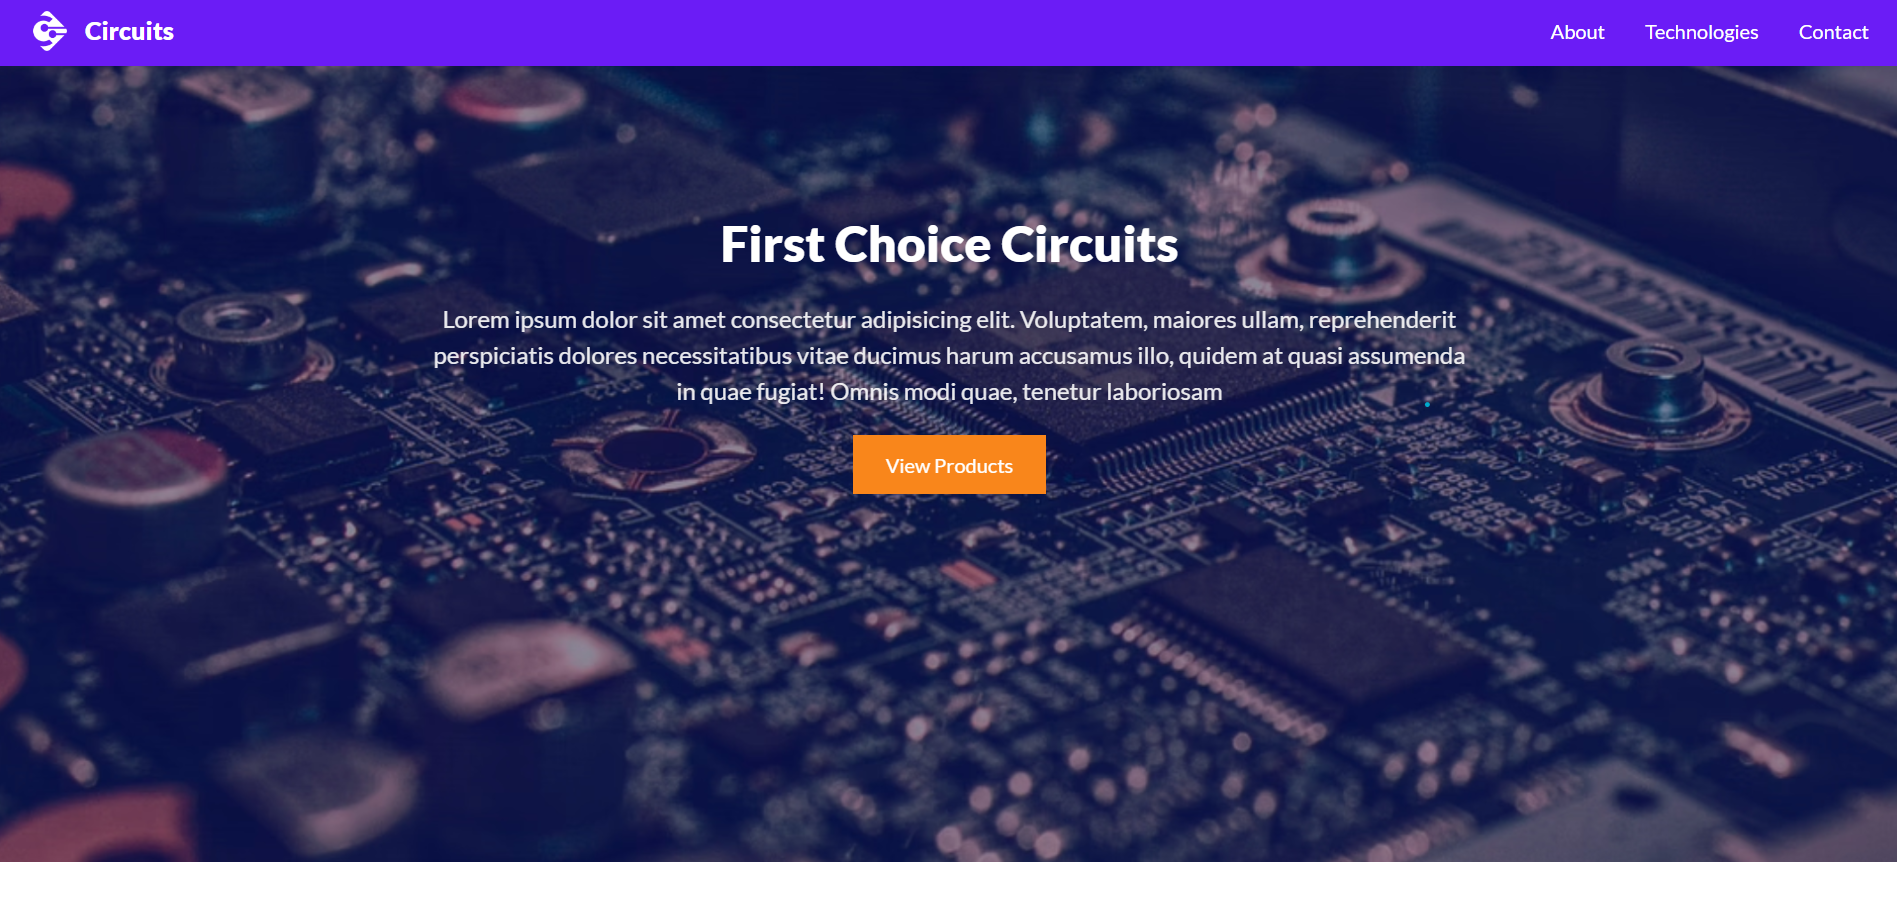 Circuits
About
Technologies
Contact
First Choice Circuits
Lorem ipsum dolor sit amet consectetur adipisicing elit. Voluptatem, maiores ullam, reprehenderit
perspiciatis dolores necessitatibus vitae ducimus harum accusamus illo, quidem at quasi assumenda
in quae fugiat! Omnis modi quae, tenetur laboriosam
View Products